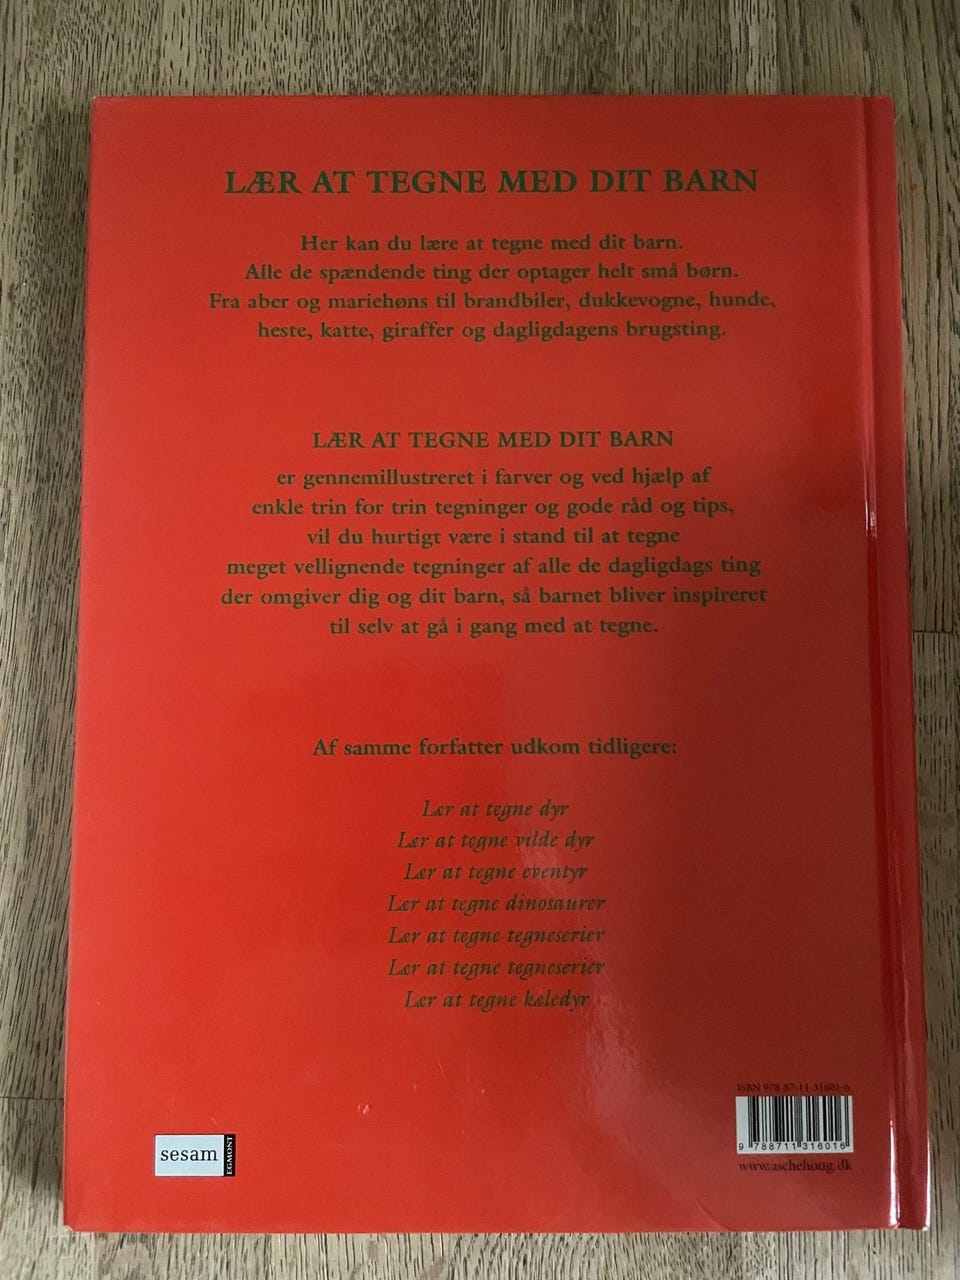 LÆR AT TEGNE MED DIT BARN
Her kan du lære at tegne med dit barn.
Alle de spændende ting der optager helt små børn.
Fra aber og mariehøns til brandbiler, dukkevogne, hunde,
heste, katte, giraffer og dagligdagens brugsting.
LÆR AT TEGNE MED DIT BARN
er gennemillustreret i farver og ved hjælp af
enkle trin for trin tegninger og gode råd og tips,
vil du hurtigt være i stand til at tegne
meget vellignende tegninger af alle de dagligdags ting
der omgiver dig og dit barn, så barnet bliver inspireret
til selv at gå i gang med at tegne.
Af samme forfatter udkom tidligere:
Lær at tegne dyr
Lær at tegne vilde dyr
Lær at tegne eventyr
Lær at tegne dinosaurer
Lær at tegne tegneserier
Lær at tegne tegneserier
Lær at tegne kæledyr
ISBN 978-87-11-31601-6
9 788711 316016
www.aschehoug.dk
sesam
EGMONT